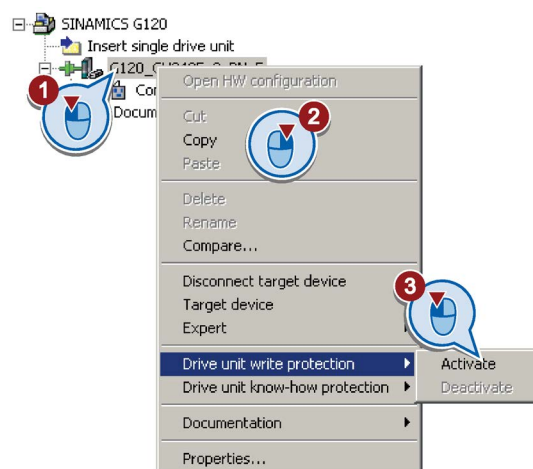 SINAMICS G120
Insert single drive unit
1
Docum
Open HW configuration
Cut
2
Copy
Paste
Delete
Rename
Compare...
Disconnect target device
Target device
3
Expert
Drive unit write protection
Activate
Drive unit know-how protection
Deactivate
Documentation
Properties...